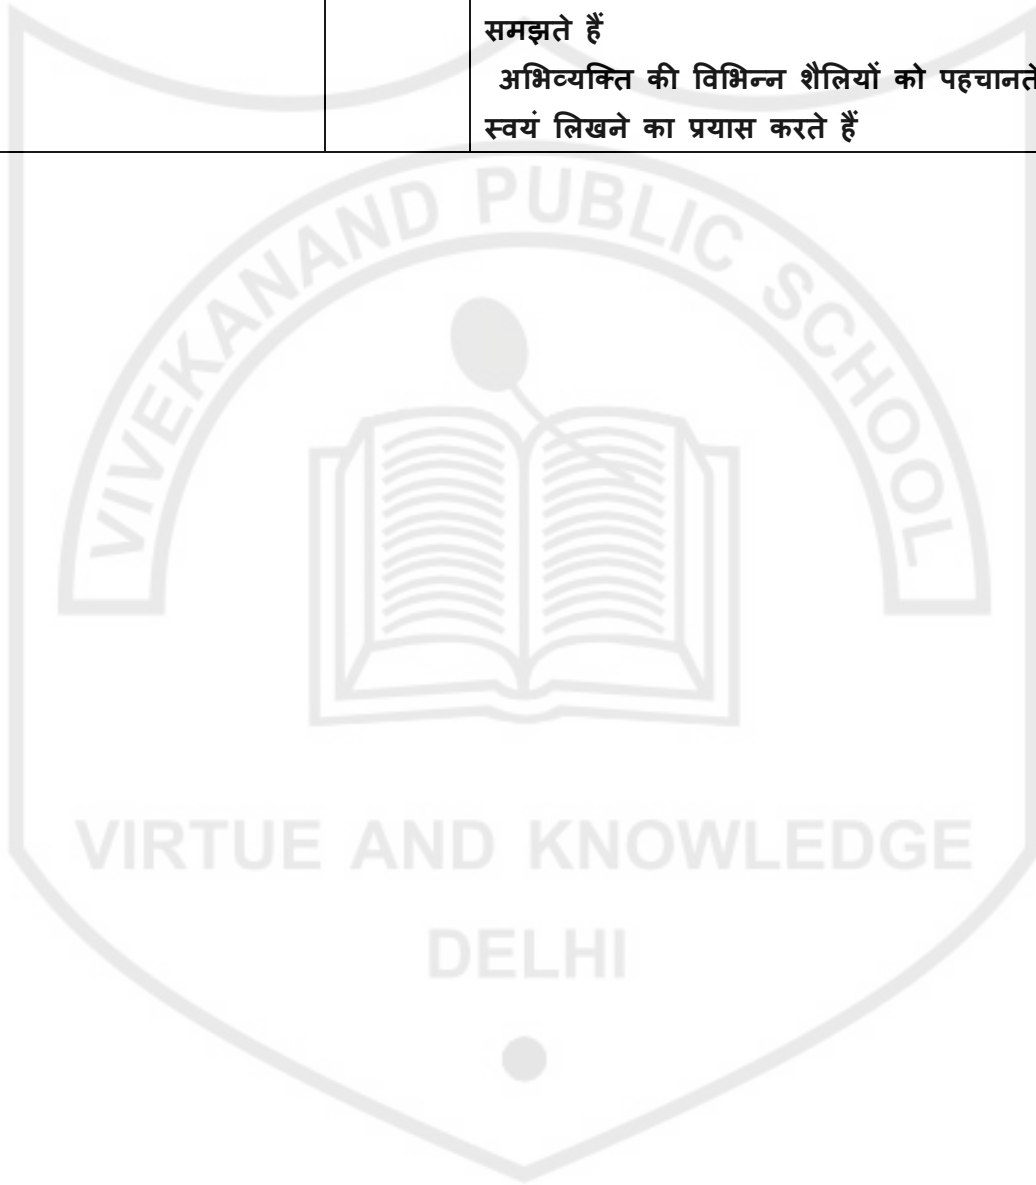 समझते हैं
अभिव्यक्ति की विभिन्न शैलियों को पहचानते
स्वयं लिखने का प्रयास करते हैं
VIVEKANAND PUBLIC SCHOOL
VIRTUE AND KNOWLEDGE
DELHI